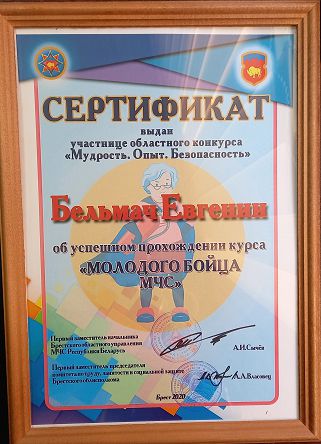 СЕРТИФИКАТ
выдан
участнице областного конкурса
«Мудрость. Опыт. Безопасность»
Бельмач Евгении
об успешном прохождении курса
«МОЛОДОГО БОЙЦА
МЧС»
Первый заместитель начальника
Брестского областного управления
МЧС Республики Беларусь
А.И.Сычёв
Первый заместитель председателя
комитета по труду, занятости и социальной защите
Брестского облисполкома
А.А.Власовец
Брест 2020